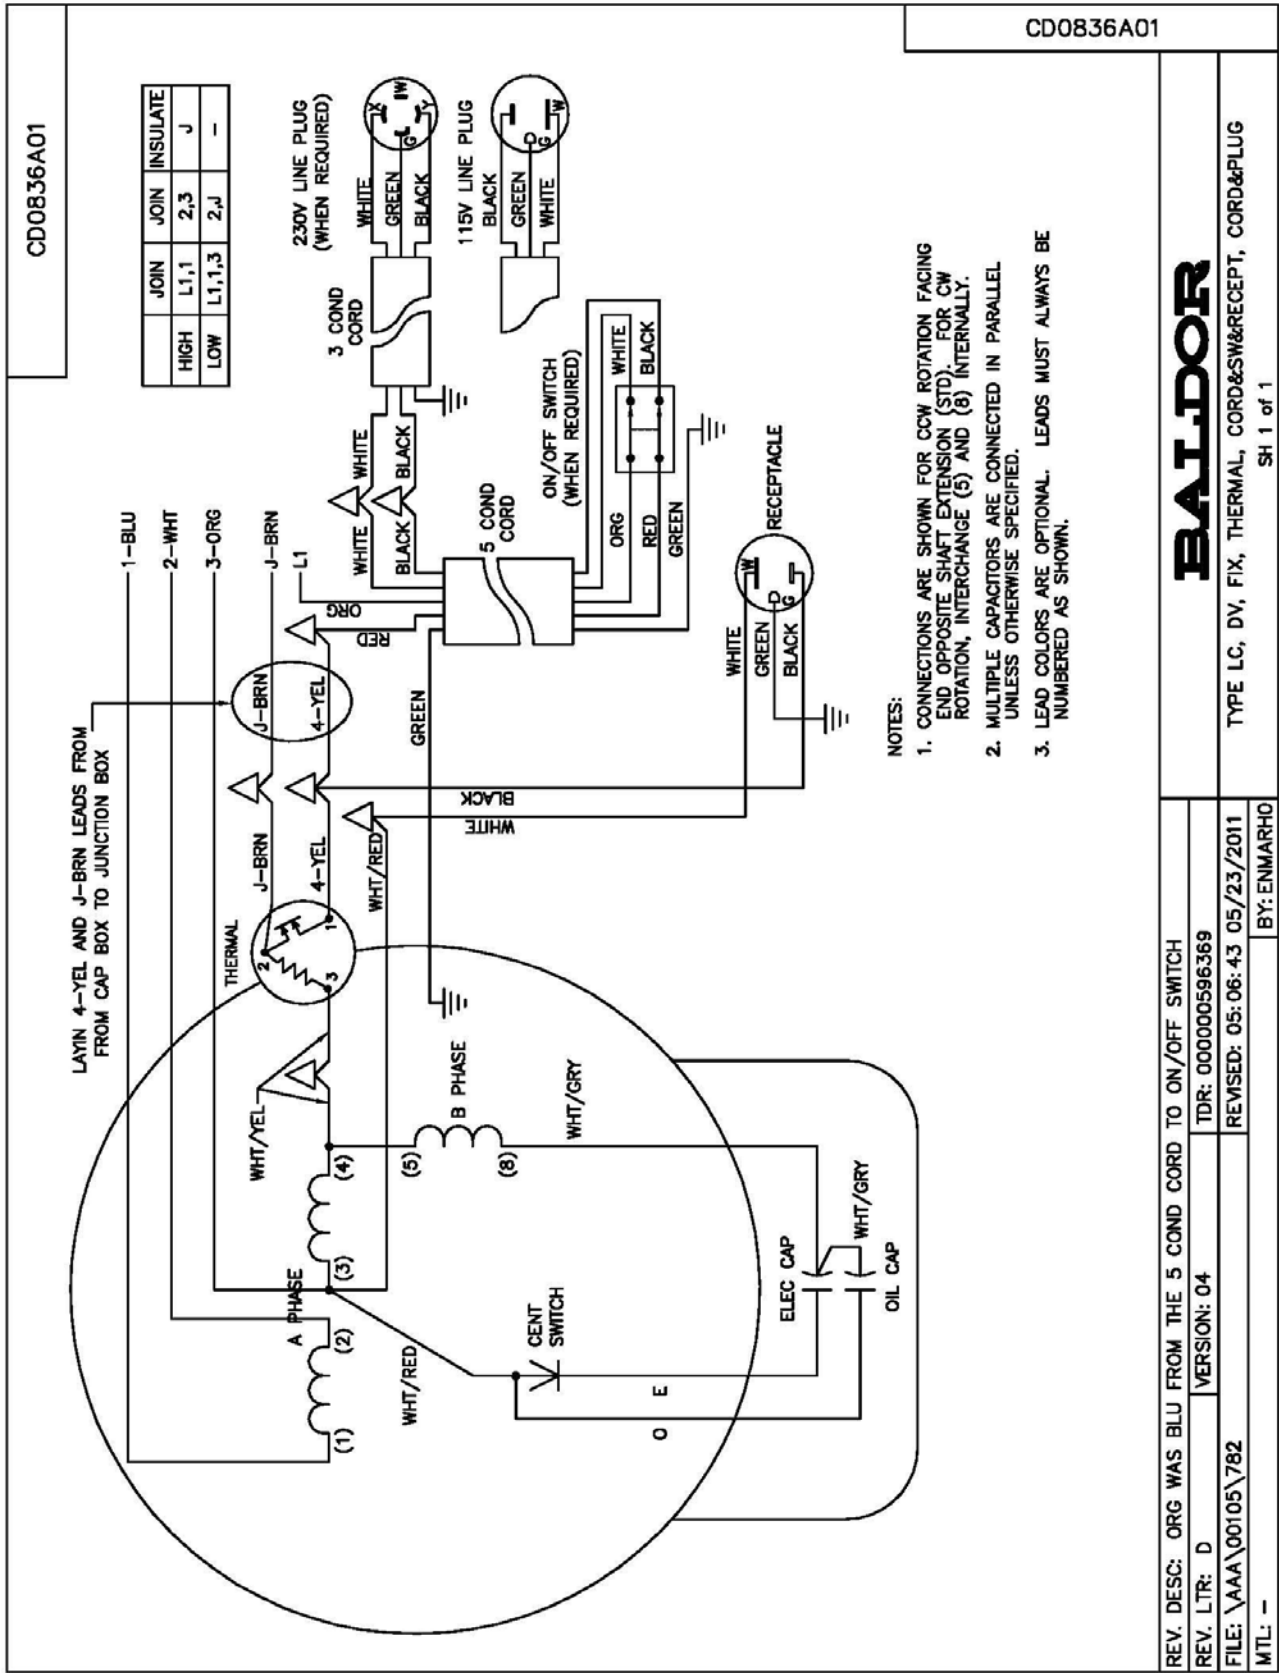 CD0836A01
CD0836A01
JOIN JOIN INSULATE
HIGH L1,1 2,3 J
LOW L1,1,3 2,J –
LAYIN 4-YEL AND J-BRN LEADS FROM
FROM CAP BOX TO JUNCTION BOX
1-BLU
2-WHT
3-ORG
J-BRN
L1
230V LINE PLUG
(WHEN REQUIRED)
WHITE
GREEN
BLACK
X
W
G
Y
3 COND
CORD
115V LINE PLUG
BLACK
GREEN
WHITE
G
W
WHITE
BLACK
WHITE
BLACK
ORG
RED
5 COND
CORD
ON/OFF SWITCH
(WHEN REQUIRED)
WHITE
BLACK
ORG
RED
GREEN
RECEPTACLE
W
G
WHITE
GREEN
BLACK
J-BRN
4-YEL
GREEN
J-BRN
4-YEL
BLACK
WHITE
WHT/RED
THERMAL
1
2
3
WHT/YEL
A PHASE
(1)
(2)
(3)
(4)
B PHASE
(5)
(8)
WHT/GRY
WHT/RED
CENT
SWITCH
O E
ELEC CAP
WHT/GRY
OIL CAP
NOTES:
1. CONNECTIONS ARE SHOWN FOR CCW ROTATION FACING
END OPPOSITE SHAFT EXTENSION (STD). FOR CW
ROTATION, INTERCHANGE (5) AND (8) INTERNALLY.
2. MULTIPLE CAPACITORS ARE CONNECTED IN PARALLEL
UNLESS OTHERWISE SPECIFIED.
3. LEAD COLORS ARE OPTIONAL. LEADS MUST ALWAYS BE
NUMBERED AS SHOWN.
REV. DESC: ORG WAS BLU FROM THE 5 COND CORD TO ON/OFF SWITCH
REV. LTR: D VERSION: 04 TDR: 000000596369
FILE: \AAA\00105\782 REVISED: 05:06:43 05/23/2011
MTL: – BY: ENMARHO
BALDOR
TYPE LC, DV, FIX, THERMAL, CORD&SW&RECEPT, CORD&PLUG
SH 1 of 1